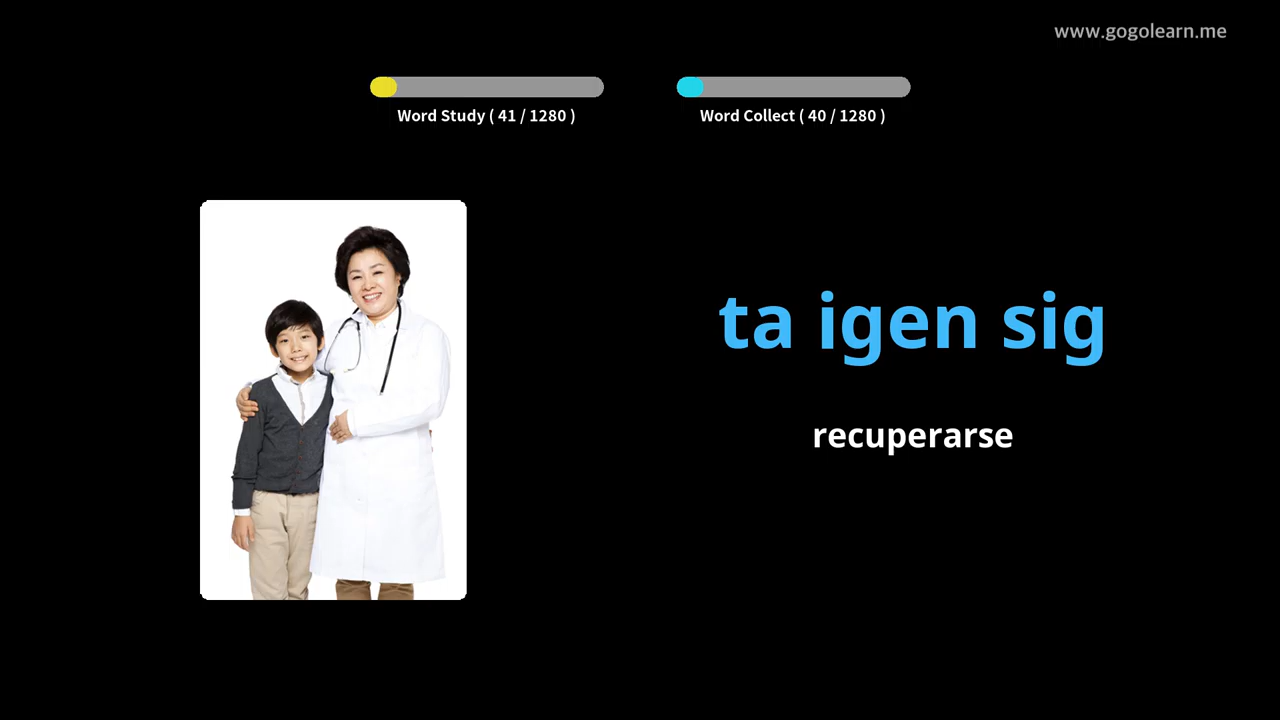 www.gogolearn.me
Word Study ( 41 / 1280 )
Word Collect ( 40 / 1280 )
ta igen sig
recuperarse